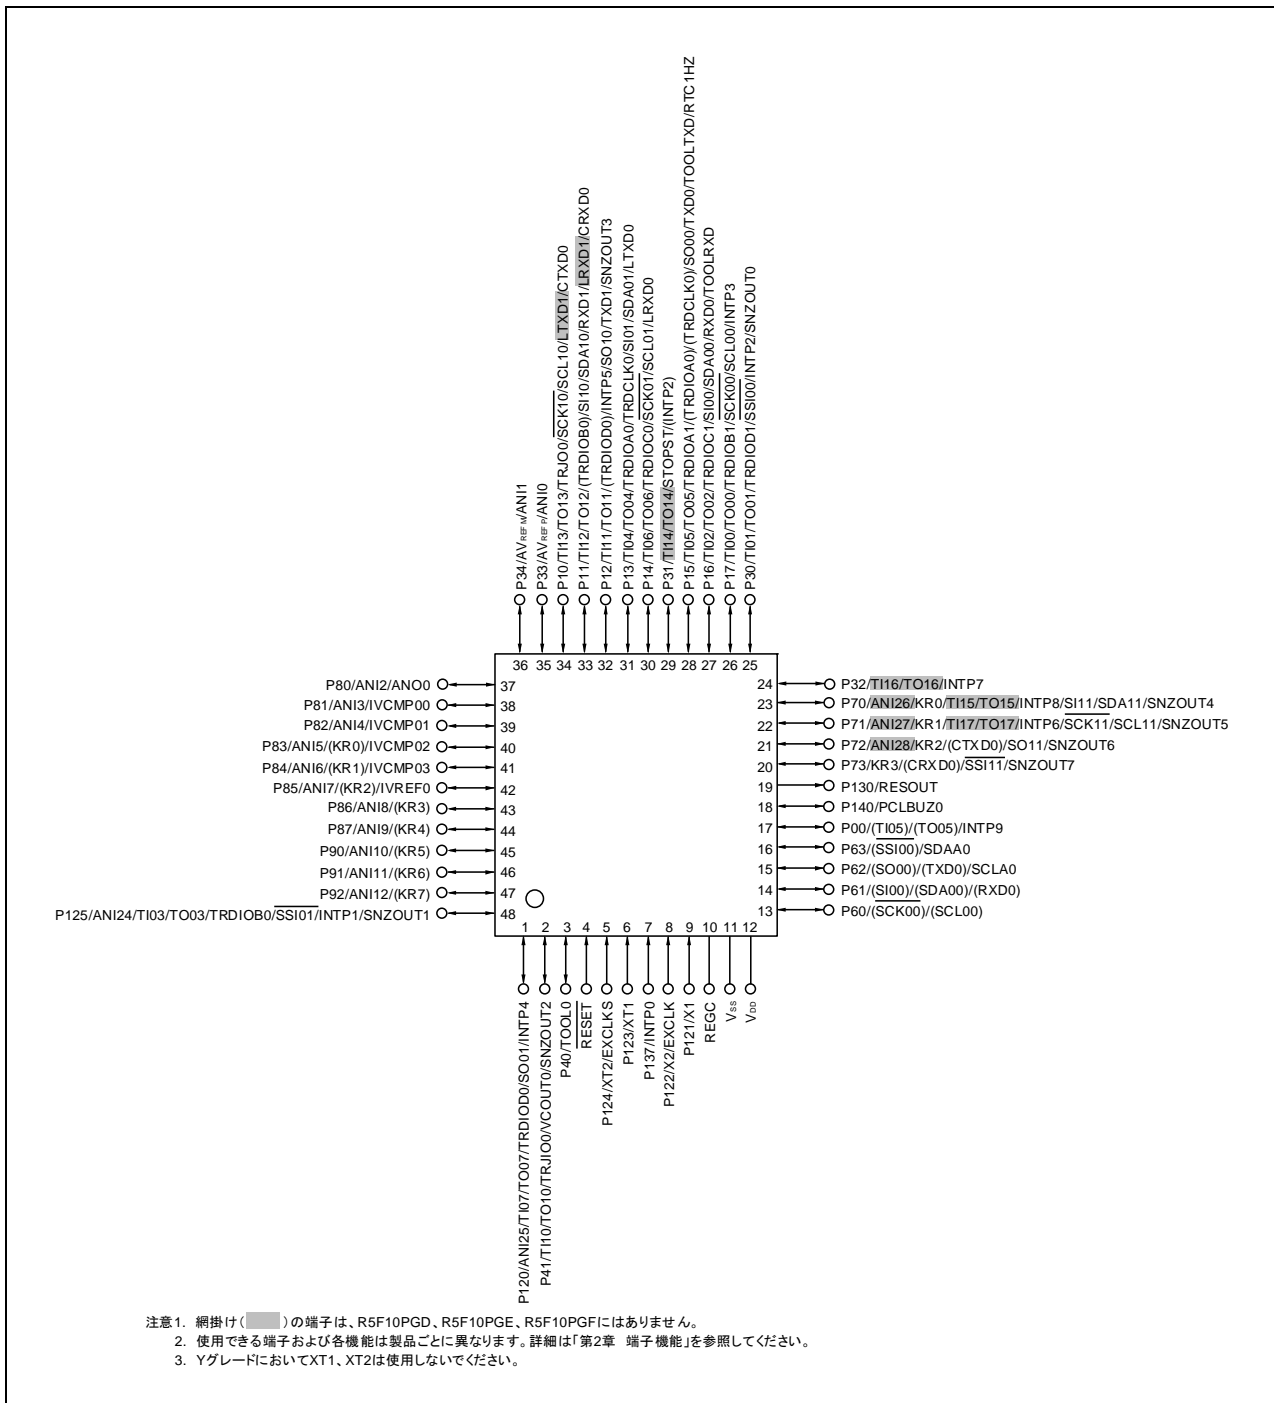 P34/AVREFM/ANI1
P33/AVREFP/ANI0
P10/TI13/TO13/TRJO0/SCK10/SCL10/LTXD1/CTXD0
P11/TI12/TO12/(TRDIOB0)/SI10/SDA10/RXD1/LRXD1/CRXD0
P12/TI11/TO11/(TRDIOD0)/INTP5/SO10/TXD1/SNZOUT3
P13/TI04/TO04/TRDIOA0/TRDCLK0/SI01/SDA01/LTXD0
P14/TI06/TO06/TRDIOC0/SCK01/SCL01/LRXD0
P31/TI14/TO14/STOPST/(INTP2)
P15/TI05/TO05/TRDIOA1/(TRDIOA0)/(TRDCLK0)/SO00/TXD0/TOOLTXD/RTC1HZ
P16/TI02/TO02/TRDIOC1/SI00/SDA00/RXD0/TOOLRXD
P17/TI00/TO00/TRDIOB1/SCK00/SCL00/INTP3
P30/TI01/TO01/TRDIOD1/SSI00/INTP2/SNZOUT0
36 35 34 33 32 31 30 29 28 27 26 25
P80/ANI2/ANO0 37
P81/ANI3/IVCMP00 38
P82/ANI4/IVCMP01 39
P83/ANI5/(KR0)/IVCMP02 40
P84/ANI6/(KR1)/IVCMP03 41
P85/ANI7/(KR2)/IVREF0 42
P86/ANI8/(KR3) 43
P87/ANI9/(KR4) 44
P90/ANI10/(KR5) 45
P91/ANI11/(KR6) 46
P92/ANI12/(KR7) 47
P125/ANI24/TI03/TO03/TRDIOB0/SSI01/INTP1/SNZOUT1 48
24 P32/TI16/TO16/INTP7
23 P70/ANI26/KR0/TI15/TO15/INTP8/SI11/SDA11/SNZOUT4
22 P71/ANI27/KR1/TI17/TO17/INTP6/SCK11/SCL11/SNZOUT5
21 P72/ANI28/KR2/(CTXD0)/SO11/SNZOUT6
20 P73/KR3/(CRXD0)/SSI11/SNZOUT7
19 P130/RESOUT
18 P140/PCLBUZ0
17 P00/(TI05)/(TO05)/INTP9
16 P63/(SSI00)/SDAA0
15 P62/(SO00)/(TXD0)/SCLA0
14 P61/(SI00)/(SDA00)/(RXD0)
13 P60/(SCK00)/(SCL00)
1 2 3 4 5 6 7 8 9 10 11 12
P120/ANI25/TI07/TO07/TRDIOD0/SO01/INTP4
P41/TI10/TO10/TRJIO0/VCOUT0/SNZOUT2
P40/TOOL0
RESET
P124/XT2/EXCLKS
P123/XT1
P137/INTP0
P122/X2/EXCLK
P121/X1
REGC
VSS
VDD
注意1. 網掛け( )の端子は、R5F10PGD、R5F10PGE、R5F10PGFにはありません。
2. 使用できる端子および各機能は製品ごとに異なります。詳細は「第2章 端子機能」を参照してください。
3. YグレードにおいてXT1、XT2は使用しないでください。